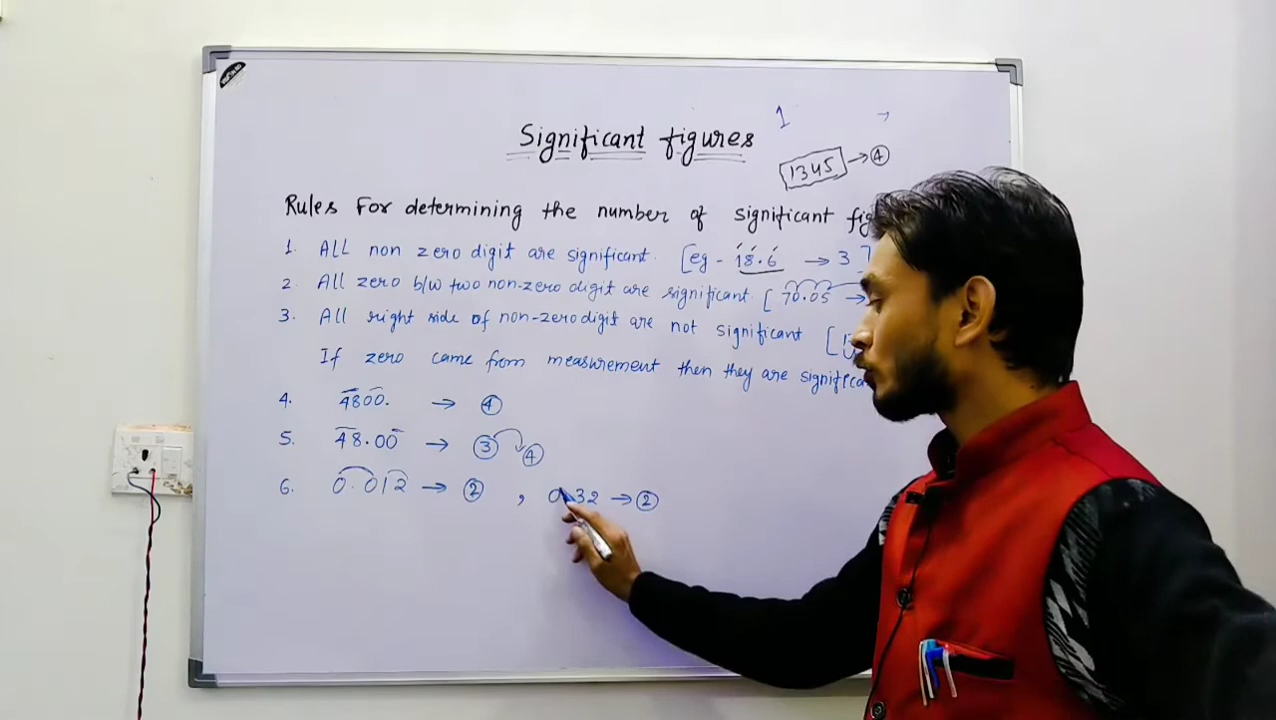 Significant figures
1
→
1345 → 4
Rules For determining the number of significant fig
1. ALL non zero digit are significant. [eg - 18.6 → 3
2. All zero b/w two non-zero digit are significant. [ 70.05 →
3. All right side of non-zero digit are not significant [
If zero came from measurement then they are significa
4. 4800. → 4
5. 48.00 → 3 4
6. 0.012 → 2 , 0.32 → 2